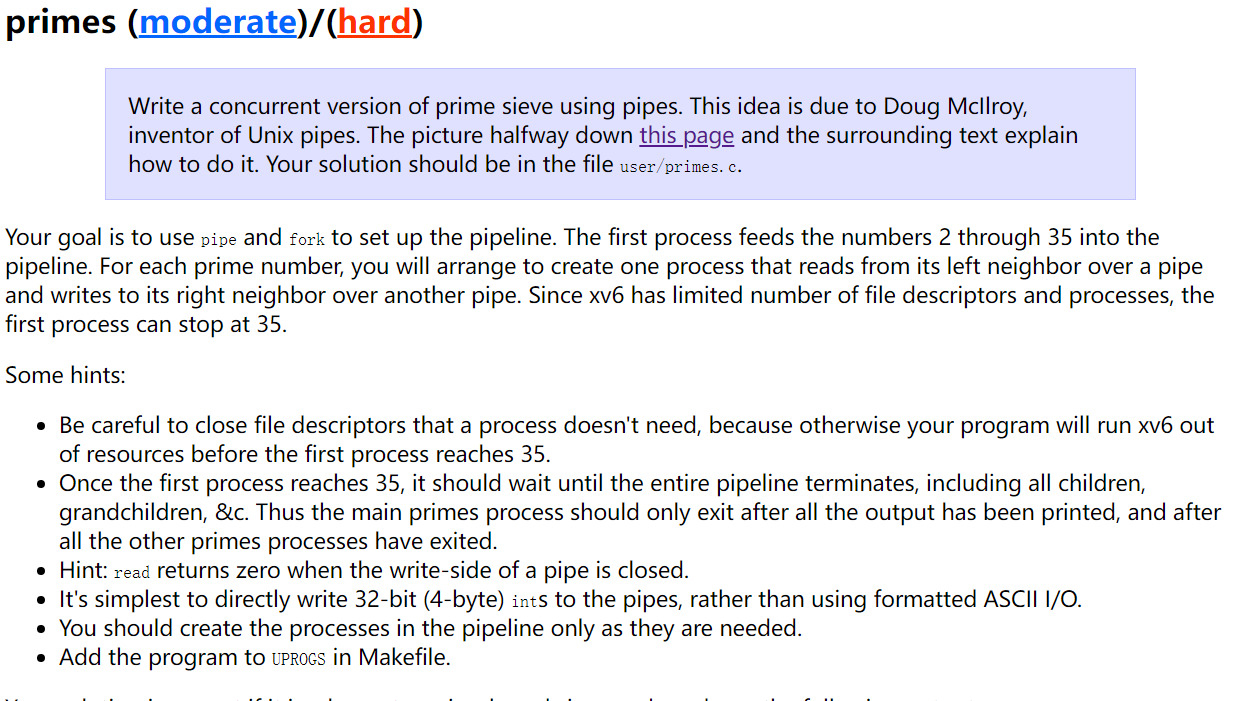 primes (moderate)/(hard)
Write a concurrent version of prime sieve using pipes. This idea is due to Doug McIlroy,
inventor of Unix pipes. The picture halfway down this page and the surrounding text explain
how to do it. Your solution should be in the file user/primes.c.
Your goal is to use pipe and fork to set up the pipeline. The first process feeds the numbers 2 through 35 into the
pipeline. For each prime number, you will arrange to create one process that reads from its left neighbor over a pipe
and writes to its right neighbor over another pipe. Since xv6 has limited number of file descriptors and processes, the
first process can stop at 35.
Some hints:
• Be careful to close file descriptors that a process doesn't need, because otherwise your program will run xv6 out
of resources before the first process reaches 35.
• Once the first process reaches 35, it should wait until the entire pipeline terminates, including all children,
grandchildren, &c. Thus the main primes process should only exit after all the output has been printed, and after
all the other primes processes have exited.
• Hint: read returns zero when the write-side of a pipe is closed.
• It's simplest to directly write 32-bit (4-byte) ints to the pipes, rather than using formatted ASCII I/O.
• You should create the processes in the pipeline only as they are needed.
• Add the program to UPROGS in Makefile.